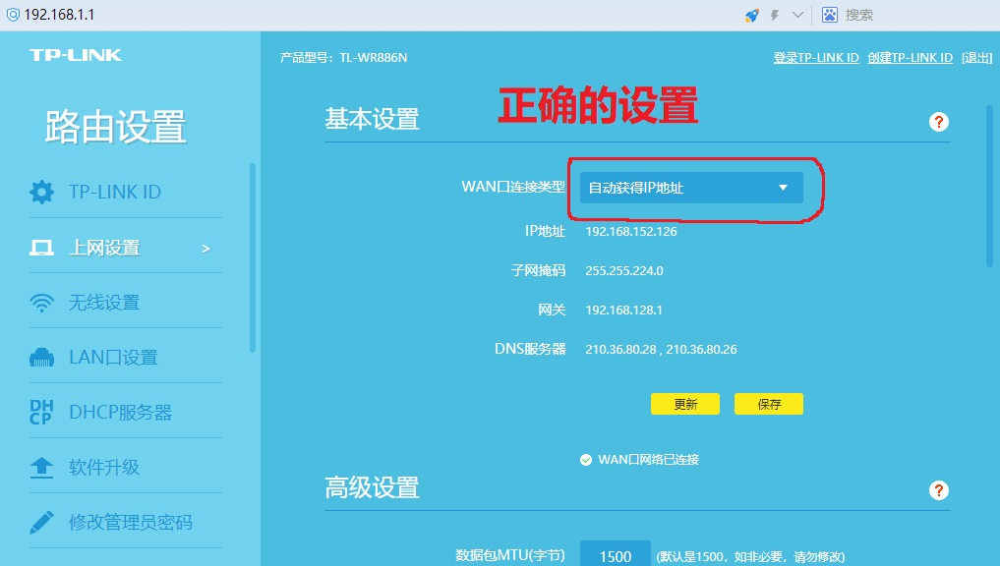 192.168.1.1
搜索
TP-LINK
产品型号：TL-WR886N
登录TP-LINK ID 创建TP-LINK ID [退出]
路由设置
TP-LINK ID
上网设置 >
无线设置
LAN口设置
DHCP
DHCP服务器
软件升级
修改管理员密码
正确的设置
基本设置
?
WAN口连接类型 自动获得IP地址
IP地址 192.168.152.126
子网掩码 255.255.224.0
网关 192.168.128.1
DNS服务器 210.36.80.28 , 210.36.80.26
更新 保存
WAN口网络已连接
高级设置
?
数据包MTU(字节) 1500 (默认是1500，如非必要，请勿修改)